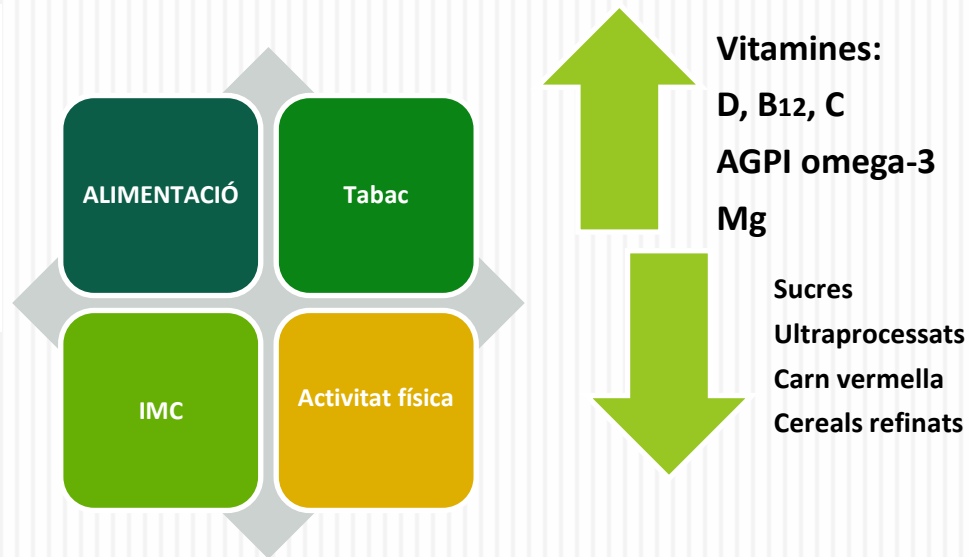 ALIMENTACIÓ
Tabac
IMC
Activitat física
Vitamines:
D, B12, C
AGPI omega-3
Mg
Sucres
Ultraprocessats
Carn vermella
Cereals refinats